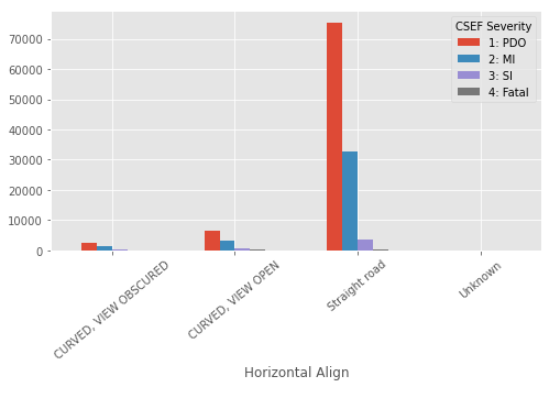 CSEF Severity
1: PDO
2: MI
3: SI
4: Fatal
70000
60000
50000
40000
30000
20000
10000
0
CURVED, VIEW OBSCURED
CURVED, VIEW OPEN
Straight road
Unknown
Horizontal Align